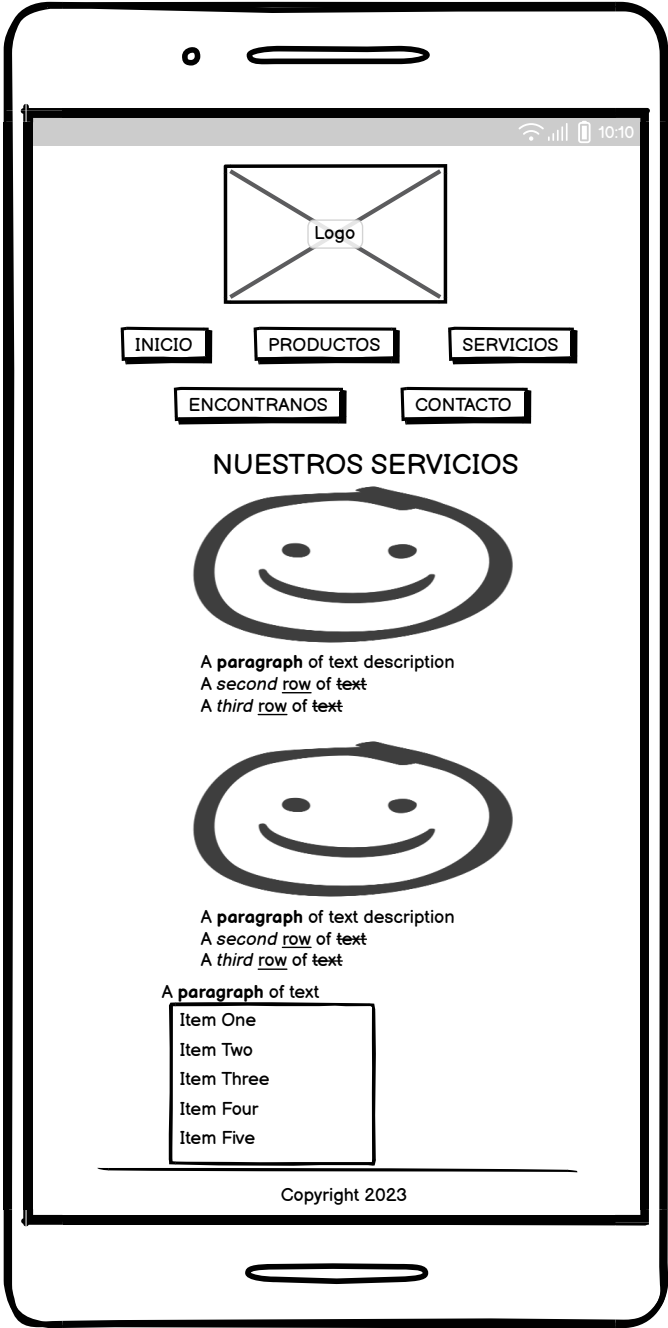 10:10
Logo
INICIO PRODUCTOS SERVICIOS
ENCONTRANOS CONTACTO
NUESTROS SERVICIOS
A paragraph of text description
A second row of text
A third row of text
A paragraph of text description
A second row of text
A third row of text
A paragraph of text
Item One
Item Two
Item Three
Item Four
Item Five
Copyright 2023